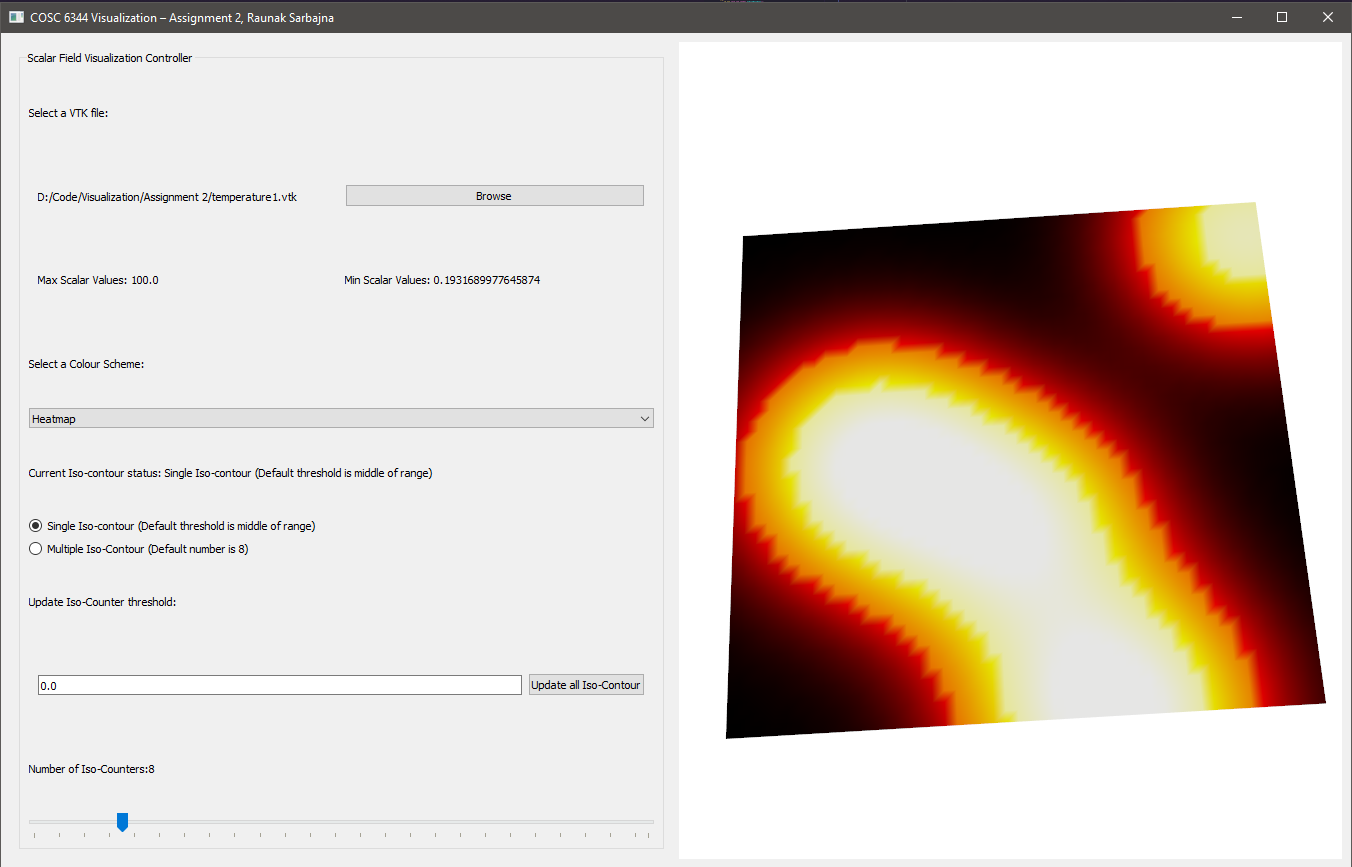 COSC 6344 Visualization – Assignment 2, Raunak Sarbajna
Scalar Field Visualization Controller
Select a VTK file:
D:/Code/Visualization/Assignment 2/temperature1.vtk
Browse
Max Scalar Values: 100.0
Min Scalar Values: 0.1931689977645874
Select a Colour Scheme:
Heatmap
Current Iso-contour status: Single Iso-contour (Default threshold is middle of range)
Single Iso-contour (Default threshold is middle of range)
Multiple Iso-Contour (Default number is 8)
Update Iso-Counter threshold:
0.0
Update all Iso-Contour
Number of Iso-Counters:8